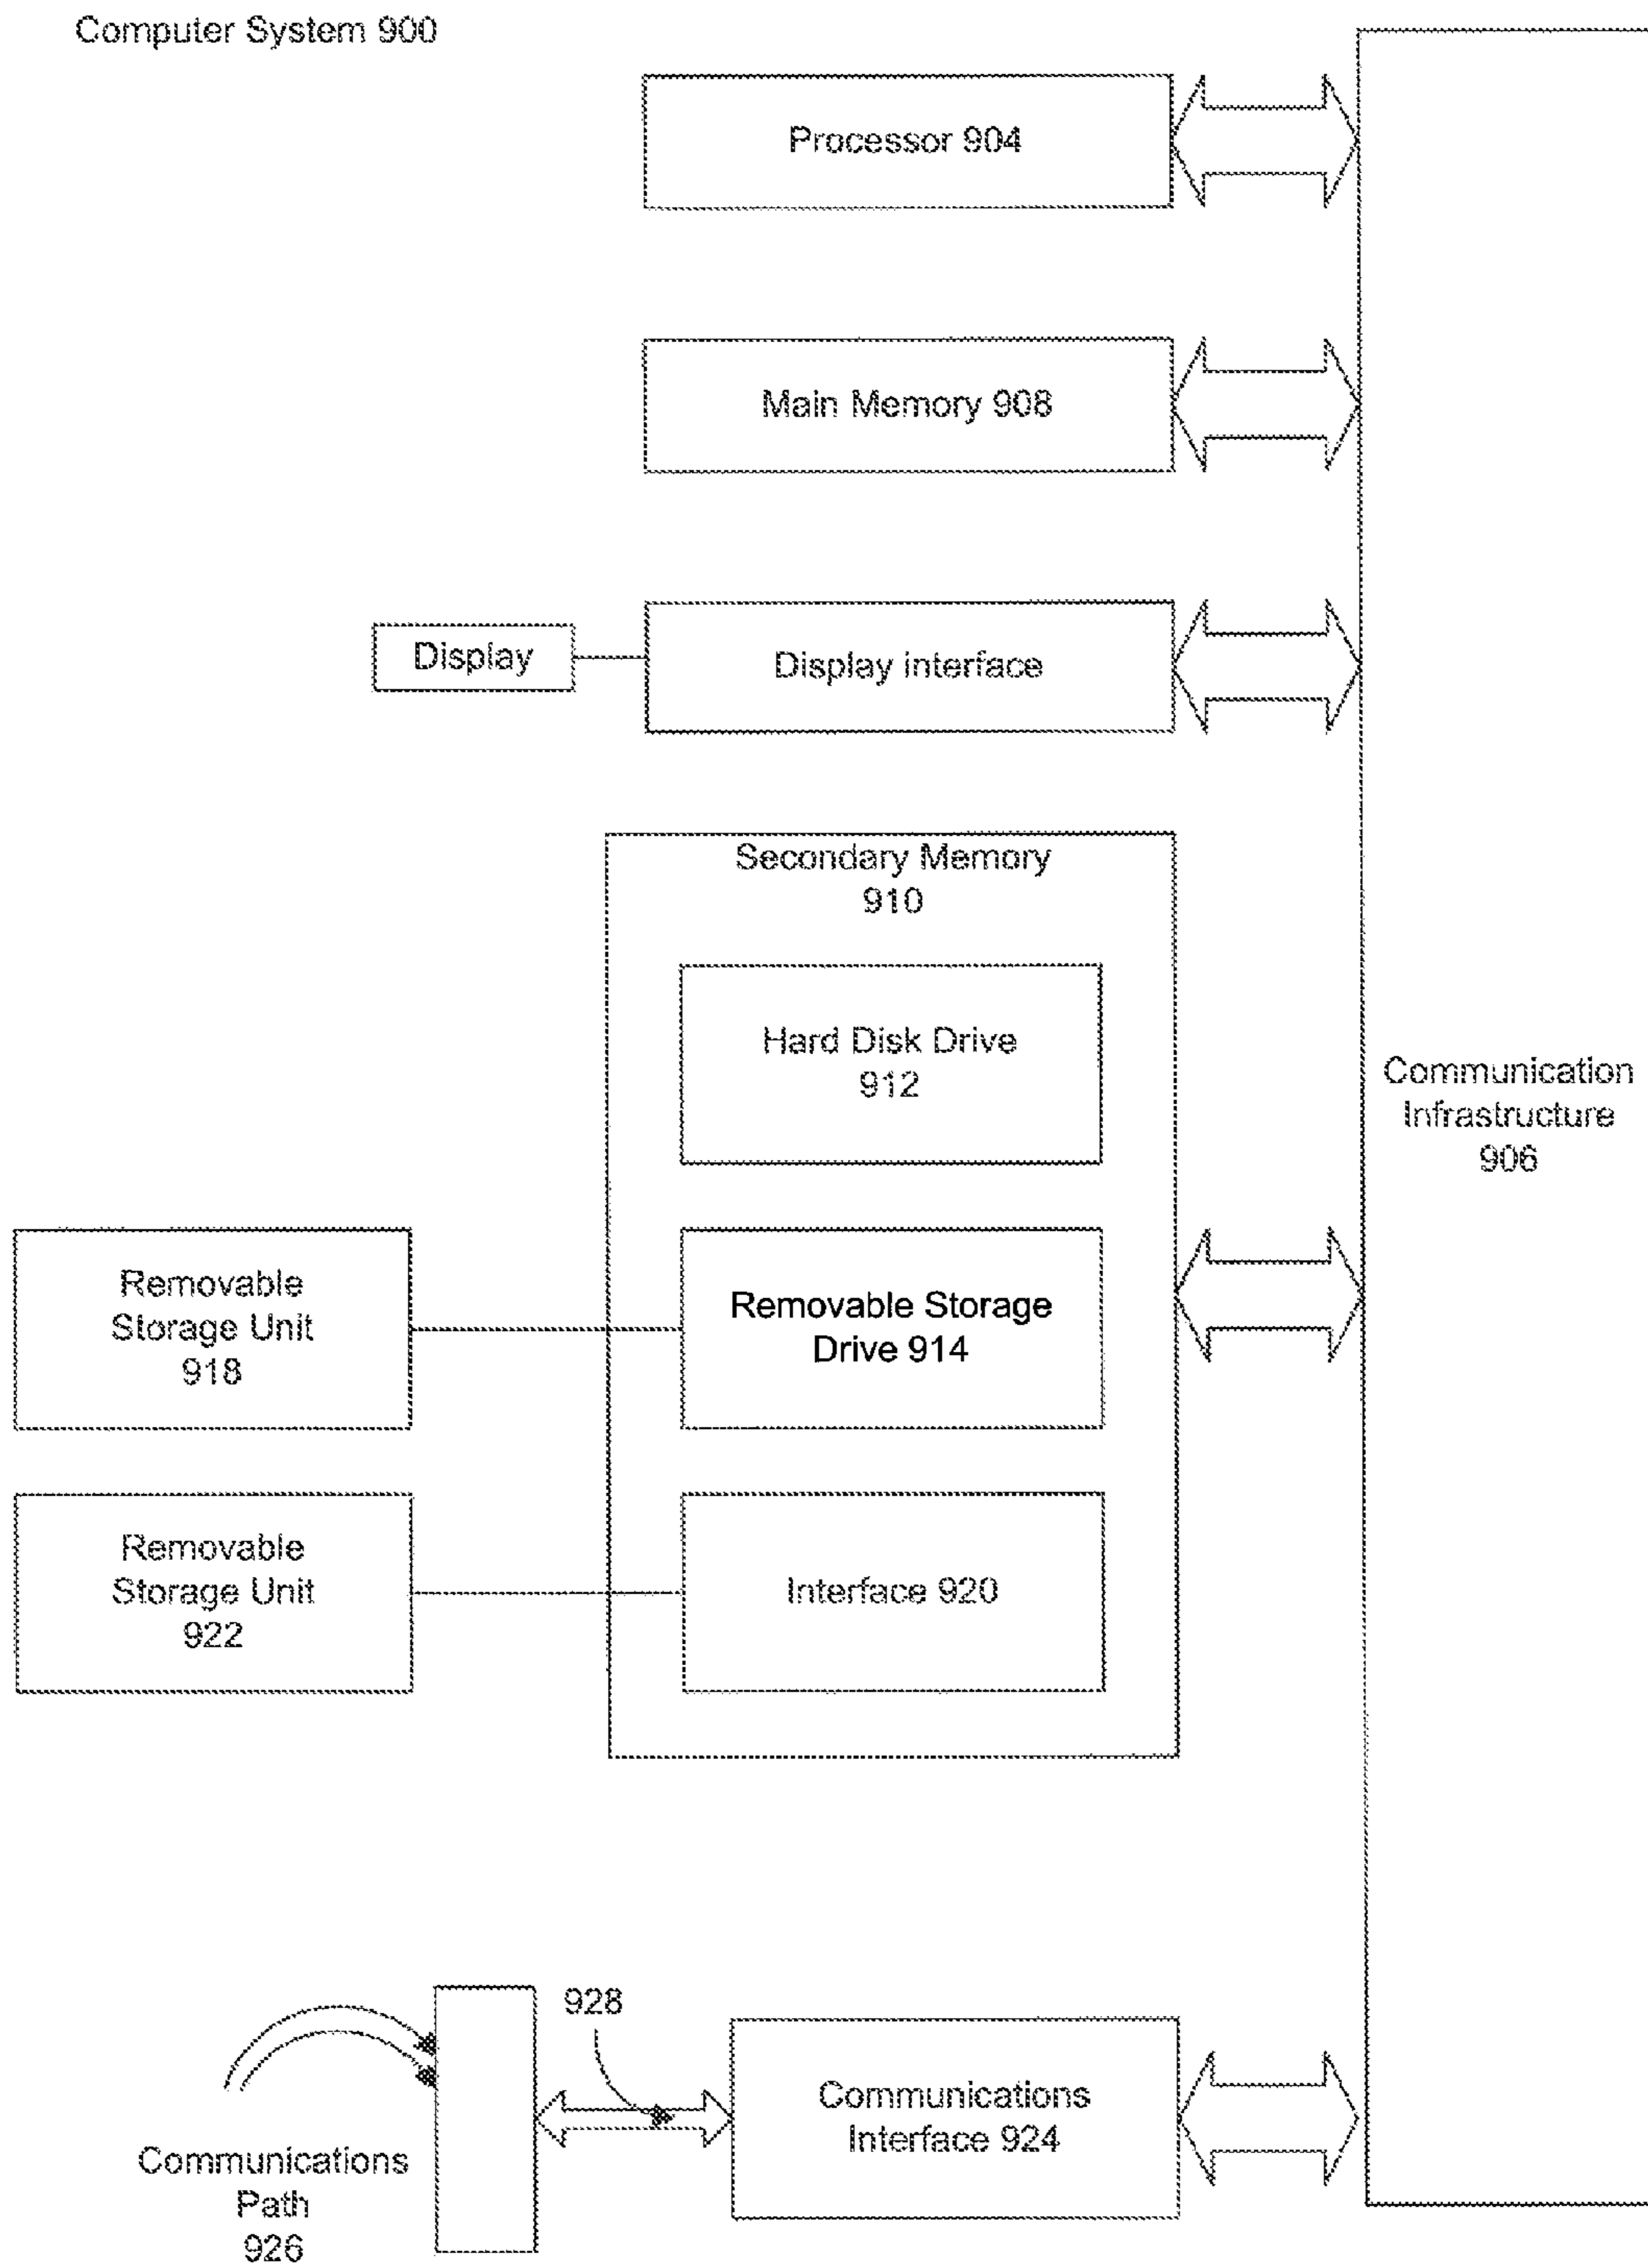 Computer System 900
Processor 904
Main Memory 908
Display
Display interface
Secondary Memory
910
Hard Disk Drive
912
Communication
Infrastructure
906
Removable
Storage Unit
918
Removable Storage
Drive 914
Removable
Storage Unit
922
Interface 920
928
Communications
Interface 924
Communications
Path
926